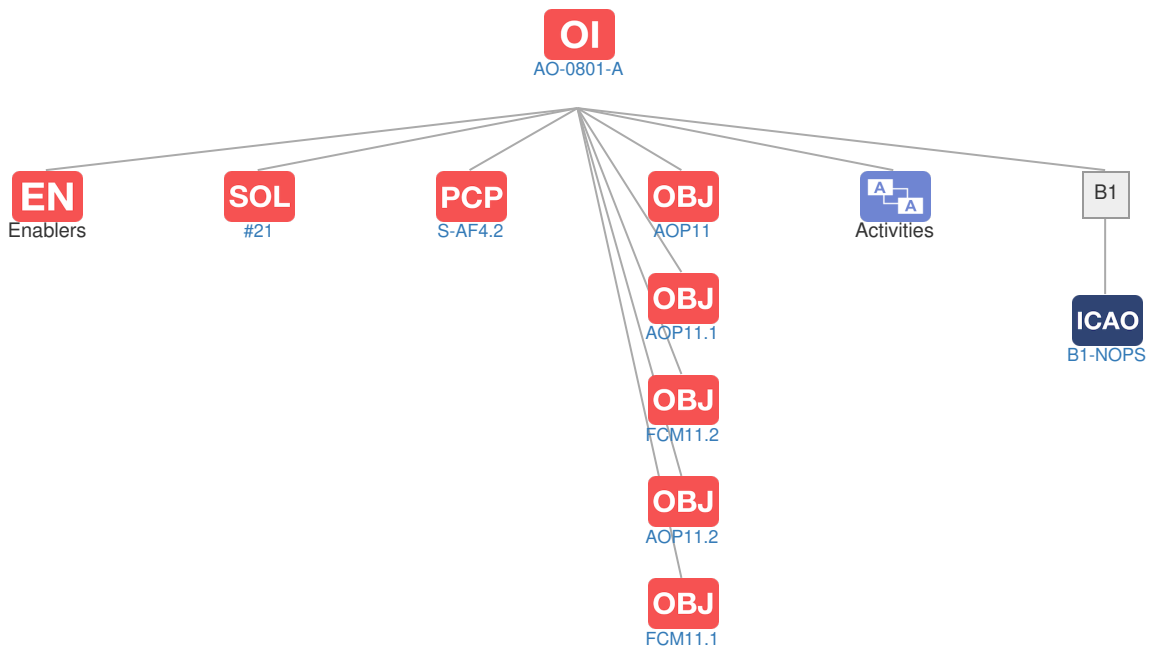 OI
AO-0801-A
EN
Enablers
SOL
#21
PCP
S-AF4.2
OBJ
AOP11
A
A
Activities
B1
OBJ
AOP11.1
ICAO
B1-NOPS
OBJ
FCM11.2
OBJ
AOP11.2
OBJ
FCM11.1